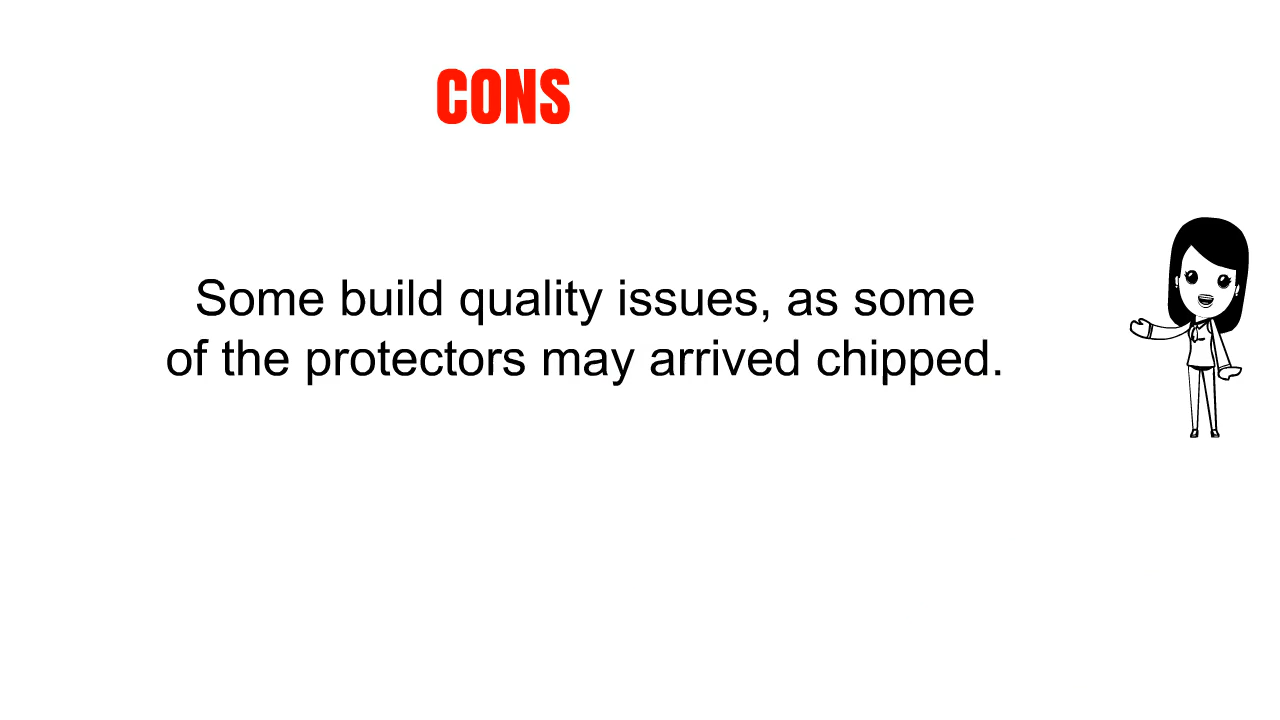 CONS
Some build quality issues, as some
of the protectors may arrived chipped.